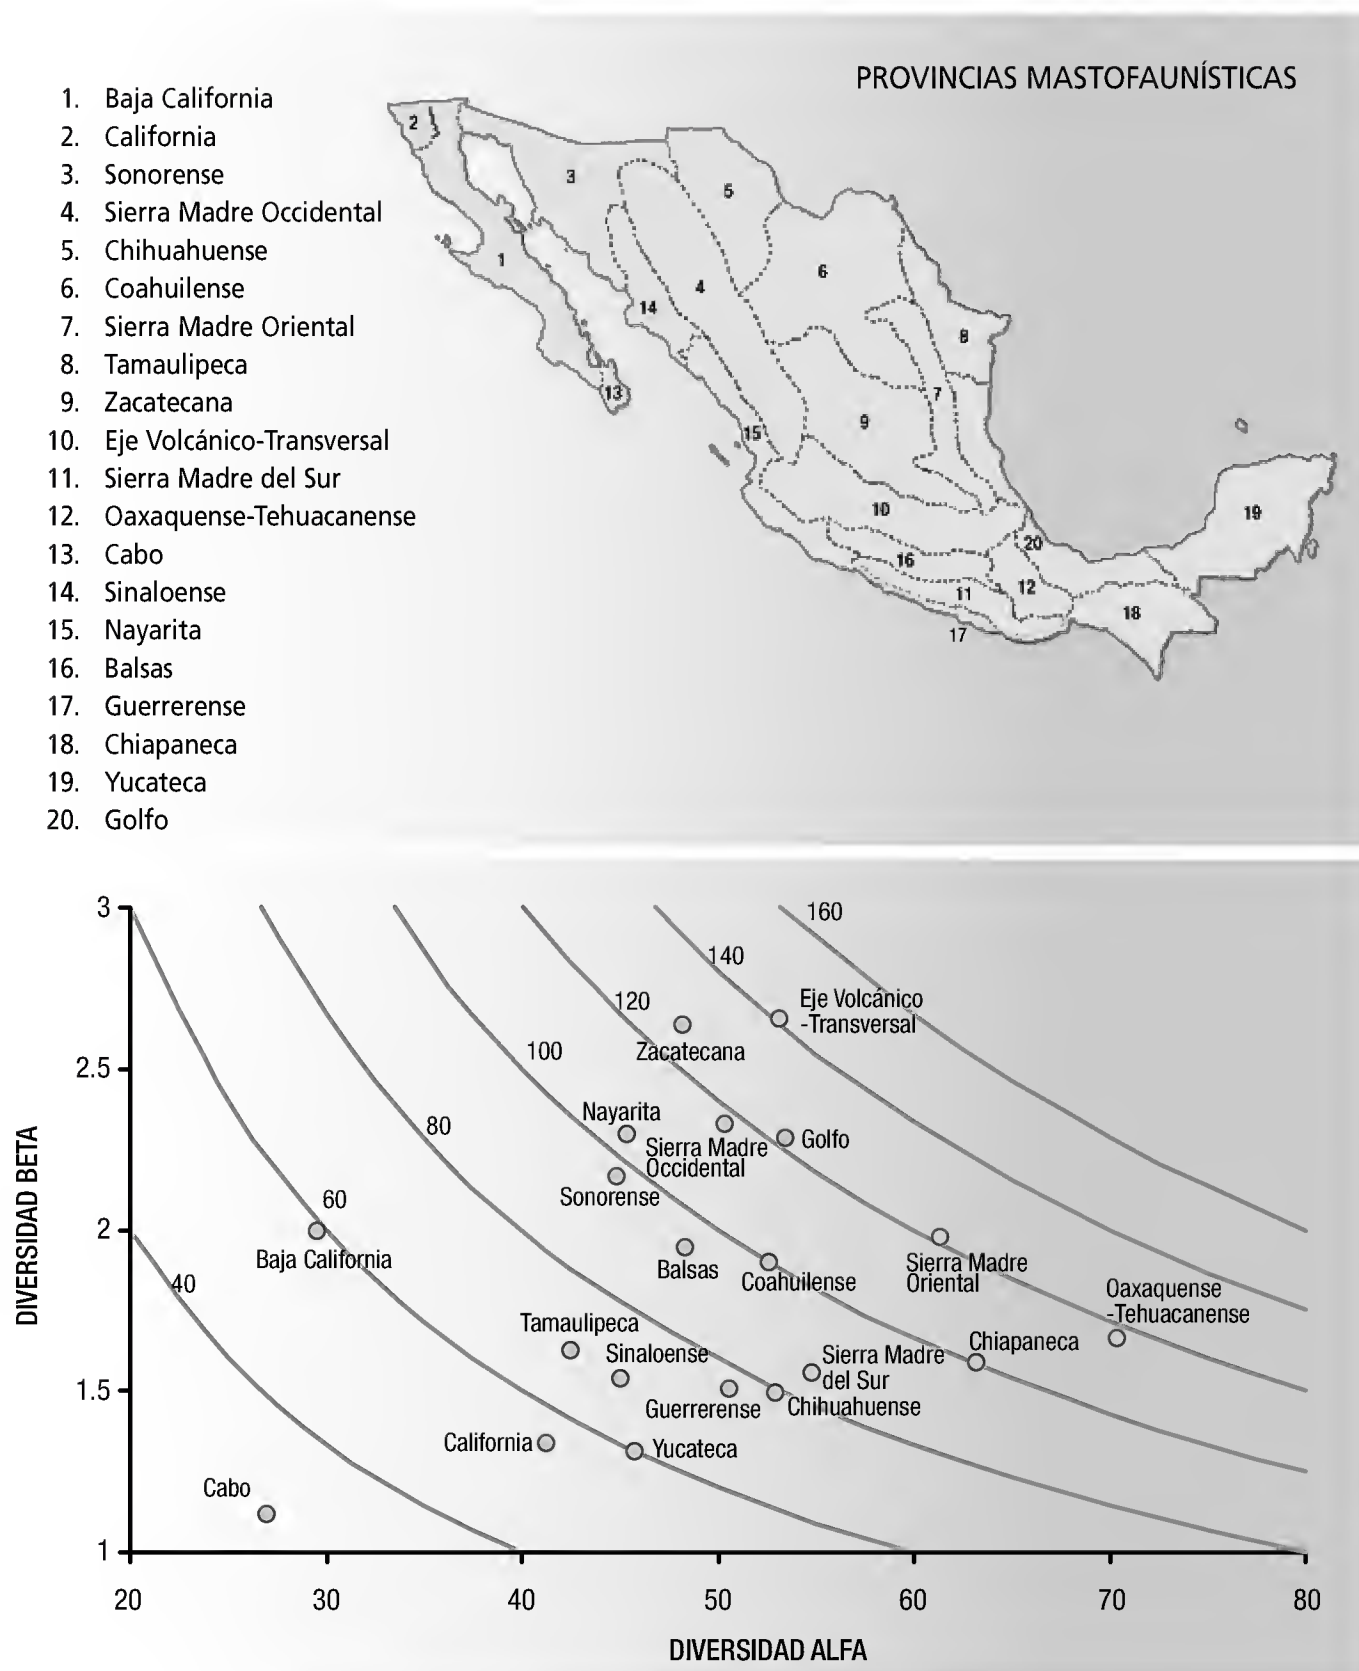 PROVINCIAS MASTOFAUNÍSTICAS
1. Baja California
2. California
3. Sonorense
4. Sierra Madre Occidental
5. Chihuahuense
6. Coahuilense
7. Sierra Madre Oriental
8. Tamaulipeca
9. Zacatecana
10. Eje Volcánico-Transversal
11. Sierra Madre del Sur
12. Oaxaquense-Tehuacanense
13. Cabo
14. Sinaloense
15. Nayarita
16. Balsas
17. Guerrerense
18. Chiapaneca
19. Yucateca
20. Golfo
2
3
5
1
6
4
14
8
13
7
9
15
10
19
20
16
12
11
18
17
3
160
140
Eje Volcánico
-Transversal
120
Zacatecana
100
2.5
Nayarita
80
Sierra Madre
Occidental
Golfo
Sonorense
60
2
Baja California
Balsas
Coahuilense
Sierra Madre
Oriental
40
Oaxaquense
-Tehuacanense
Tamaulipeca
Sinaloense
Sierra Madre
del Sur
Chiapaneca
1.5
Guerrerense
Chihuahuense
California
Yucateca
Cabo
1
20
30
40
50
60
70
80
DIVERSIDAD BETA
DIVERSIDAD ALFA